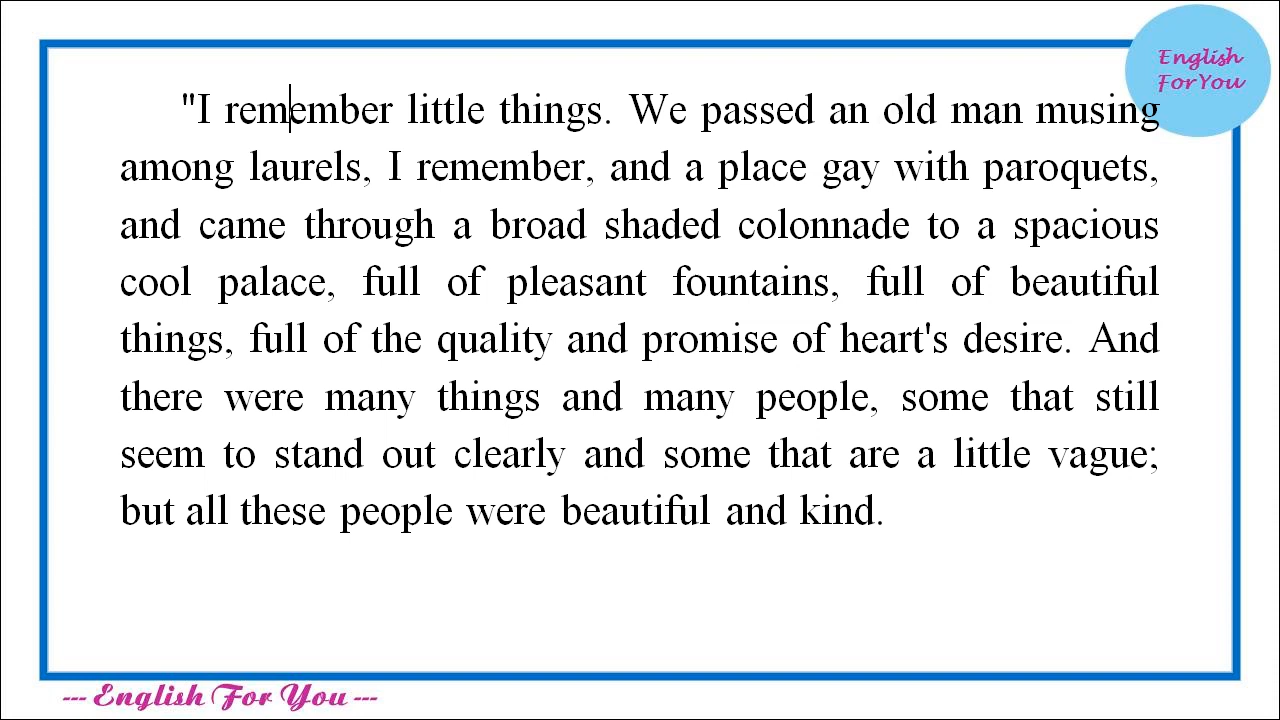 English
ForYou
"I remember little things. We passed an old man musing
among laurels, I remember, and a place gay with paroquets,
and came through a broad shaded colonnade to a spacious
cool palace, full of pleasant fountains, full of beautiful
things, full of the quality and promise of heart's desire. And
there were many things and many people, some that still
seem to stand out clearly and some that are a little vague;
but all these people were beautiful and kind.
--- English For You ---